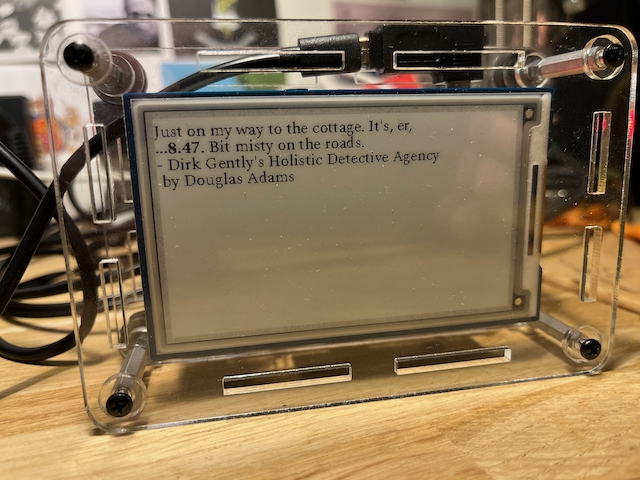 Just on my way to the cottage. It's, er,
...8.47. Bit misty on the roads.
-- Dirk Gently's Holistic Detective Agency
by Douglas Adams